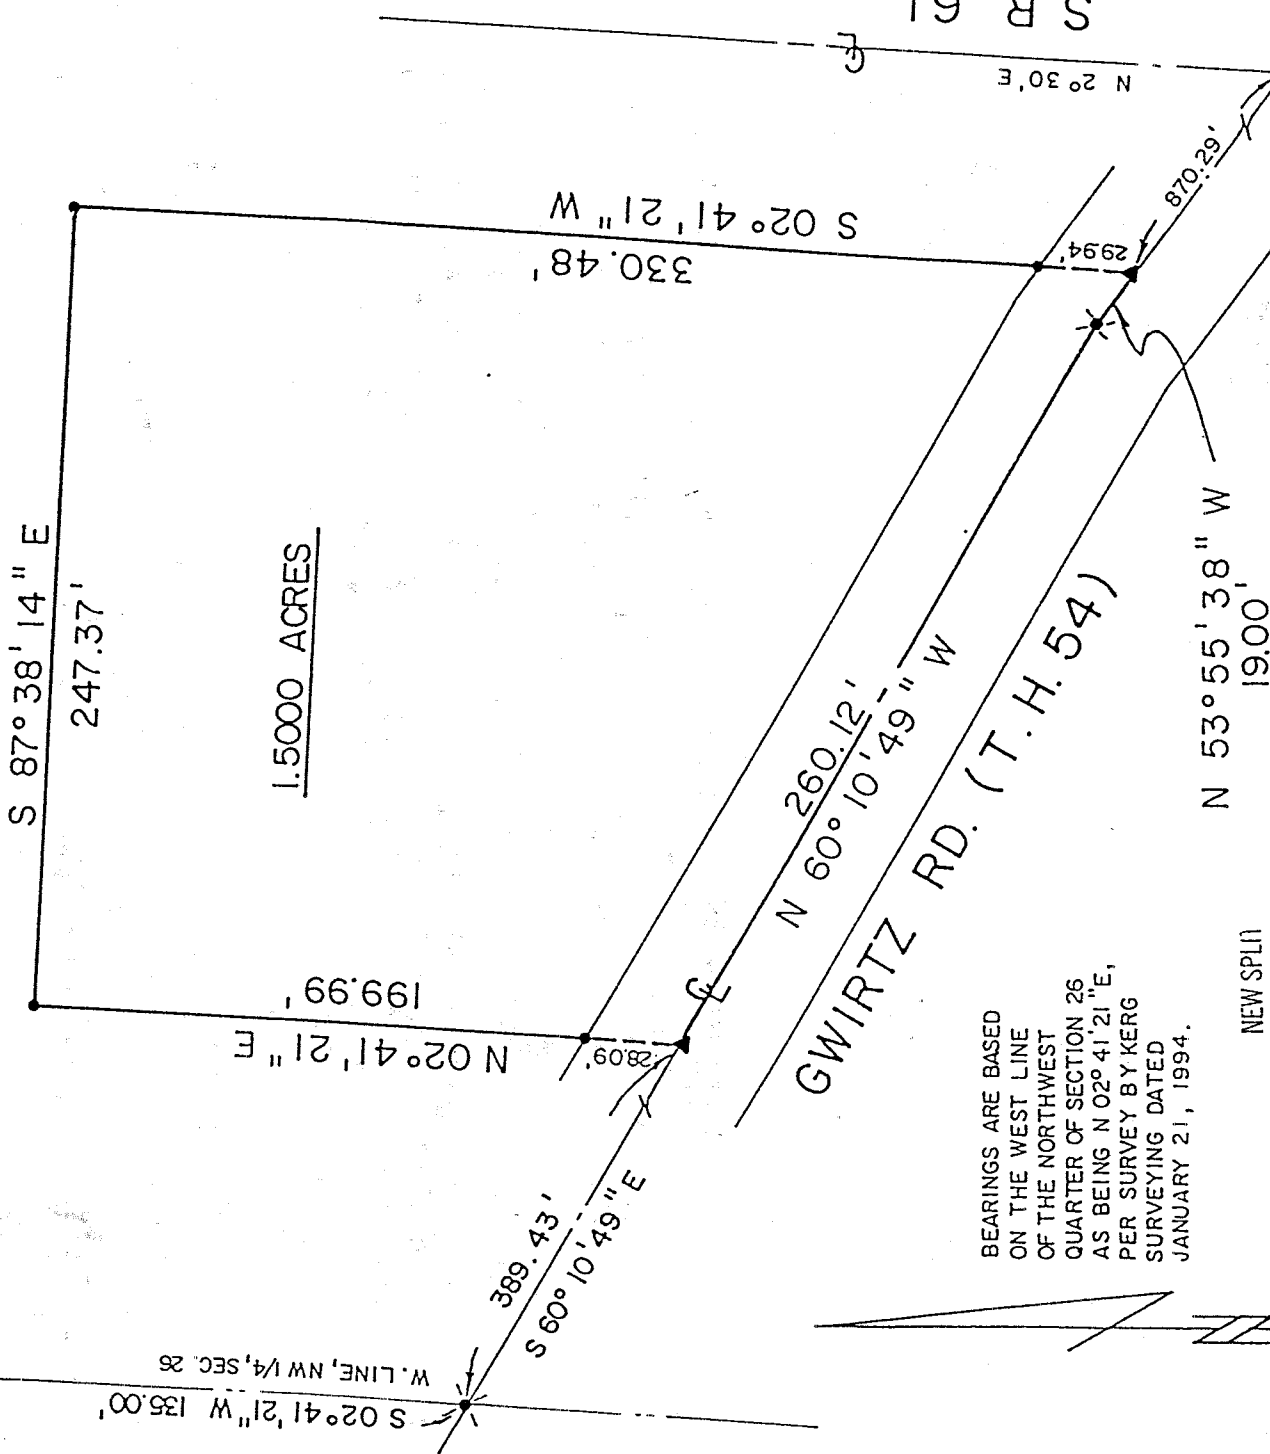 S R 61
N 2° 30' E
S 87° 38' 14" E
247.37'
S 02° 41' 21" W
330.48'
29.94'
870.29'
1.5000 ACRES
N 02° 41' 21" E
199.99'
28.09'
260.12'
N 60° 10' 49" W
GWIRTZ RD. (T. H. 54)
N 53° 55' 38" W
19.00'
389.43'
S 60° 10' 49" E
W. LINE, NW 1/4, SEC. 26
S 02° 41' 21" W 135.00'
BEARINGS ARE BASED
ON THE WEST LINE
OF THE NORTHWEST
QUARTER OF SECTION 26
AS BEING N 02° 41' 21" E,
PER SURVEY BY KERG
SURVEYING DATED
JANUARY 21, 1994.
NEW SPLIT